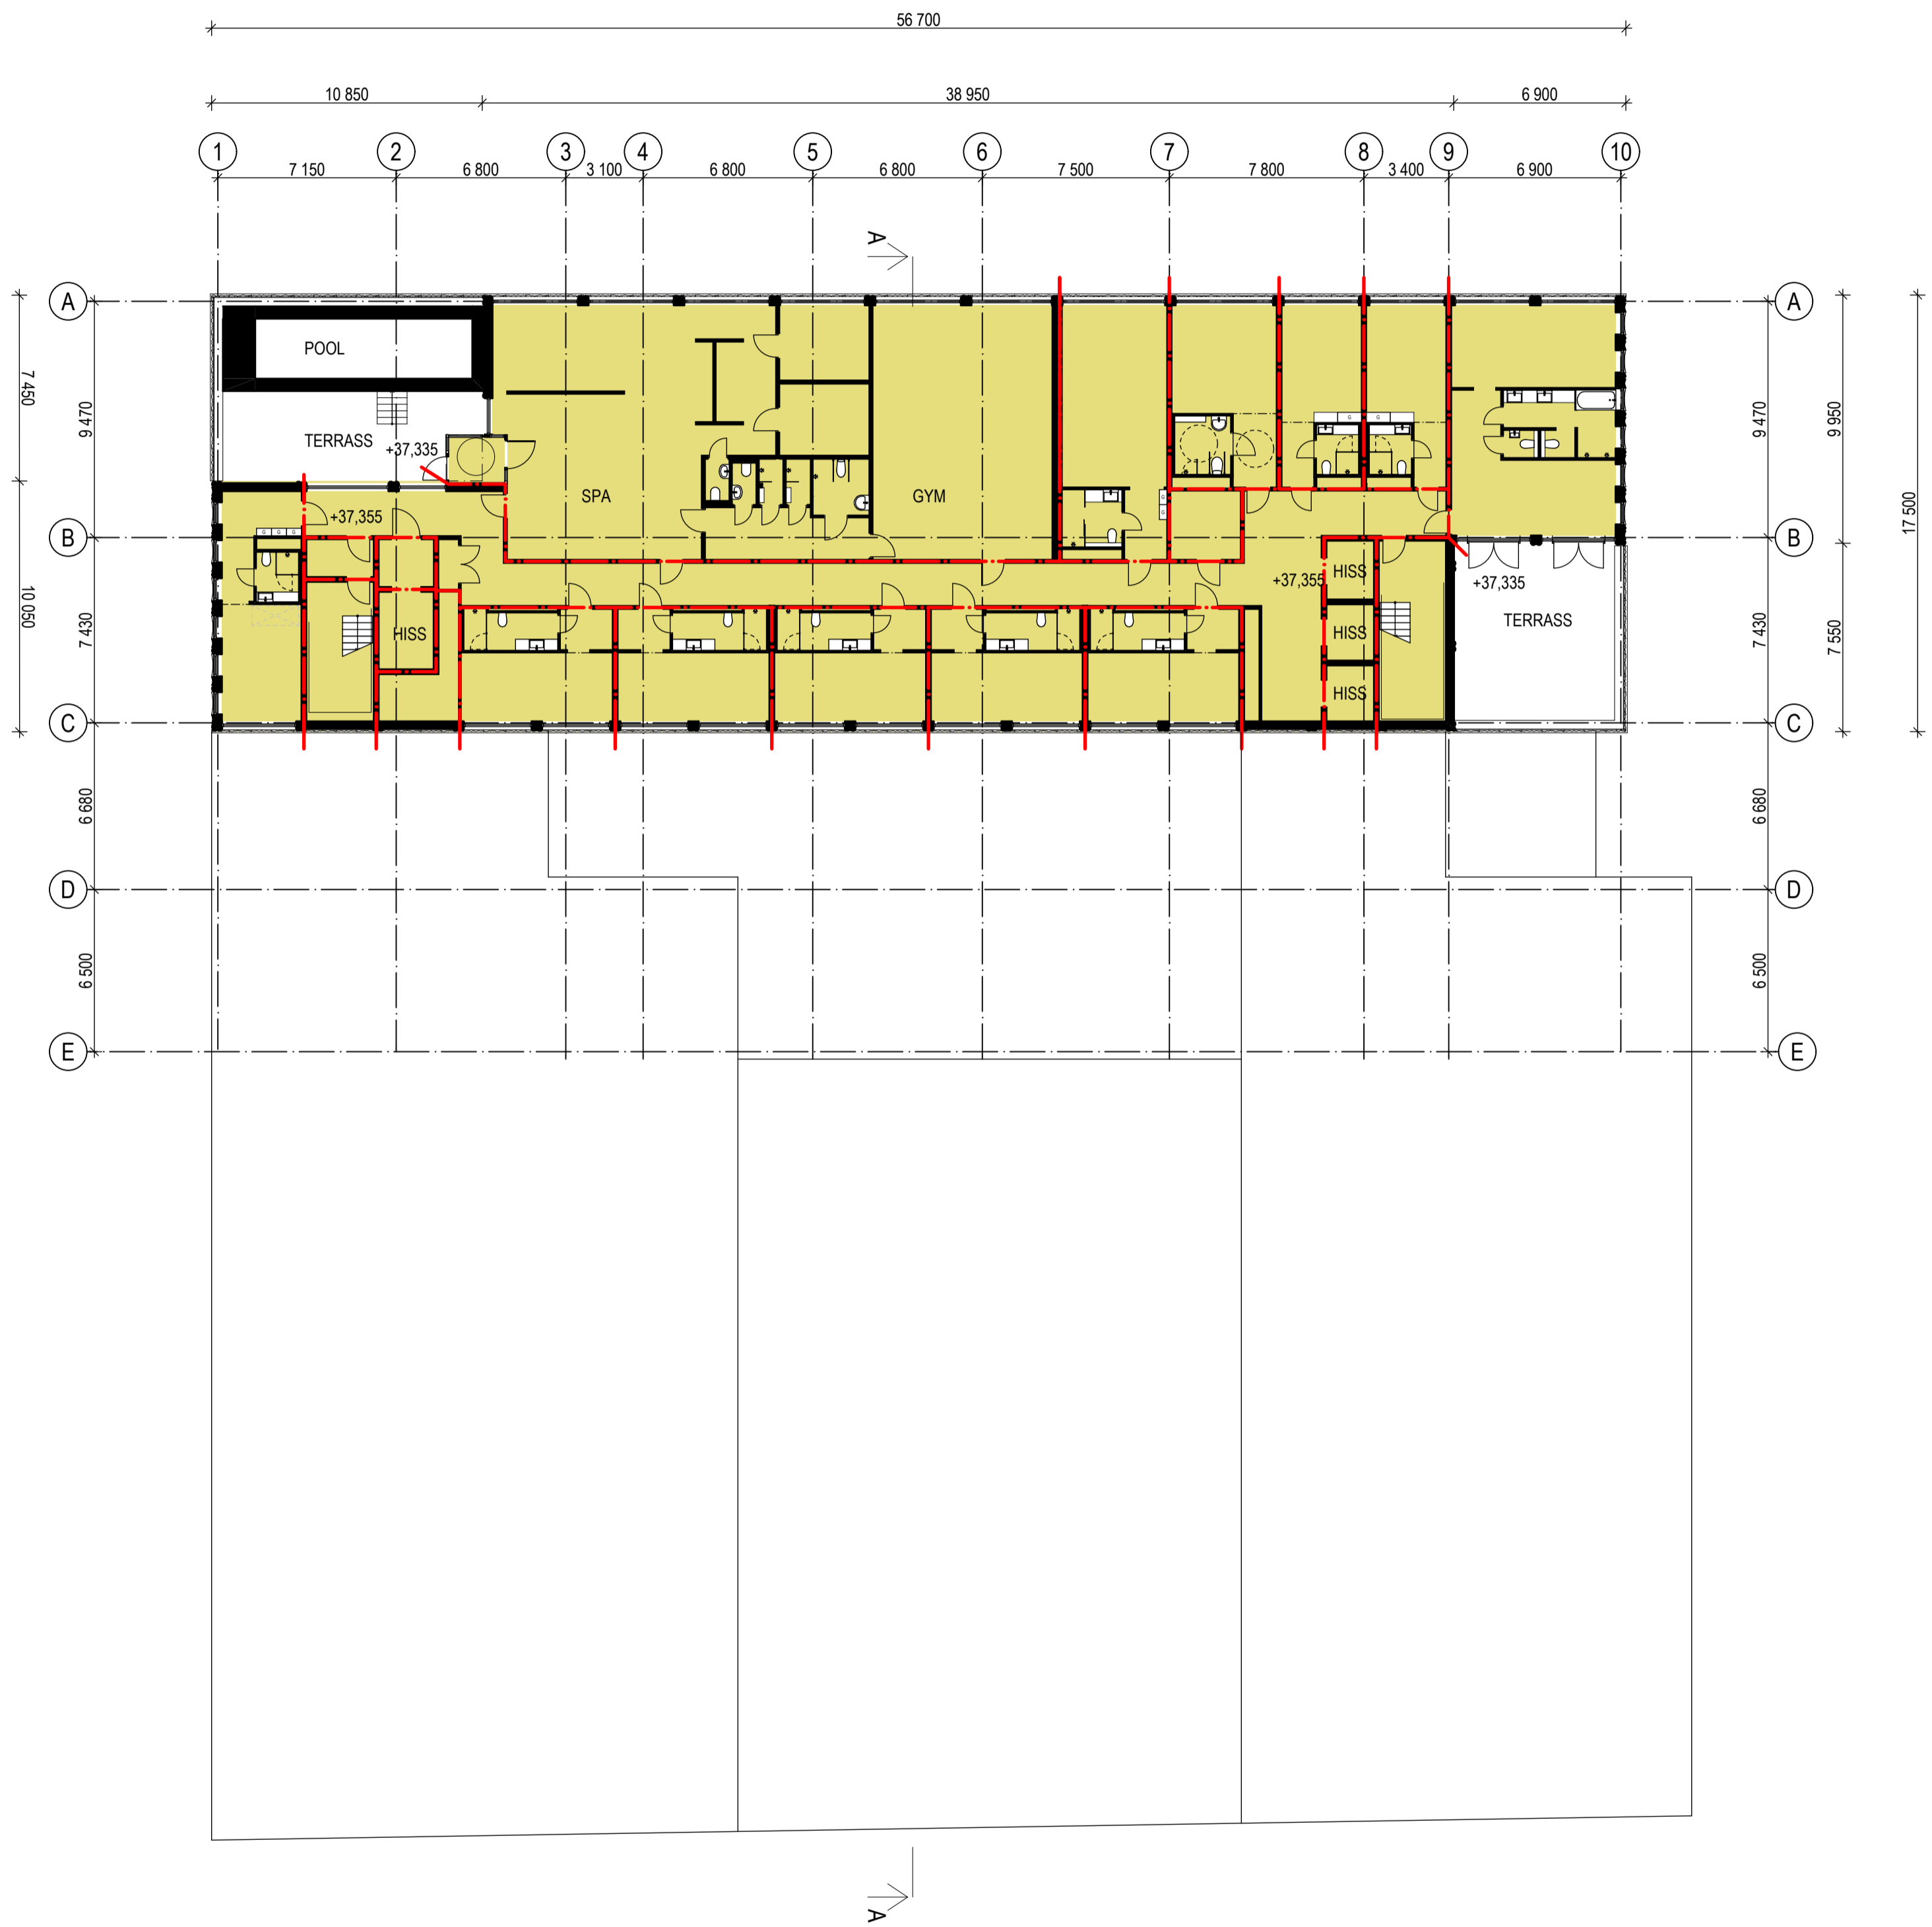 56 700
10 850 38 950 6 900
1 2 3 4 5 6 7 8 9 10
7 150 6 800 3 100 6 800 6 800 7 500 7 800 3 400 6 900
A
A A
POOL
7 450 9 470 9 470 9 950
TERRASS
+37,335
SPA GYM
17 500
+37,355
B B
HISS
+37,355
+37,335
10 050 7 430 7 430 7 550
HISS
HISS
TERRASS
HISS
C C
6 680 6 680
D D
6 500 6 500
E E
A